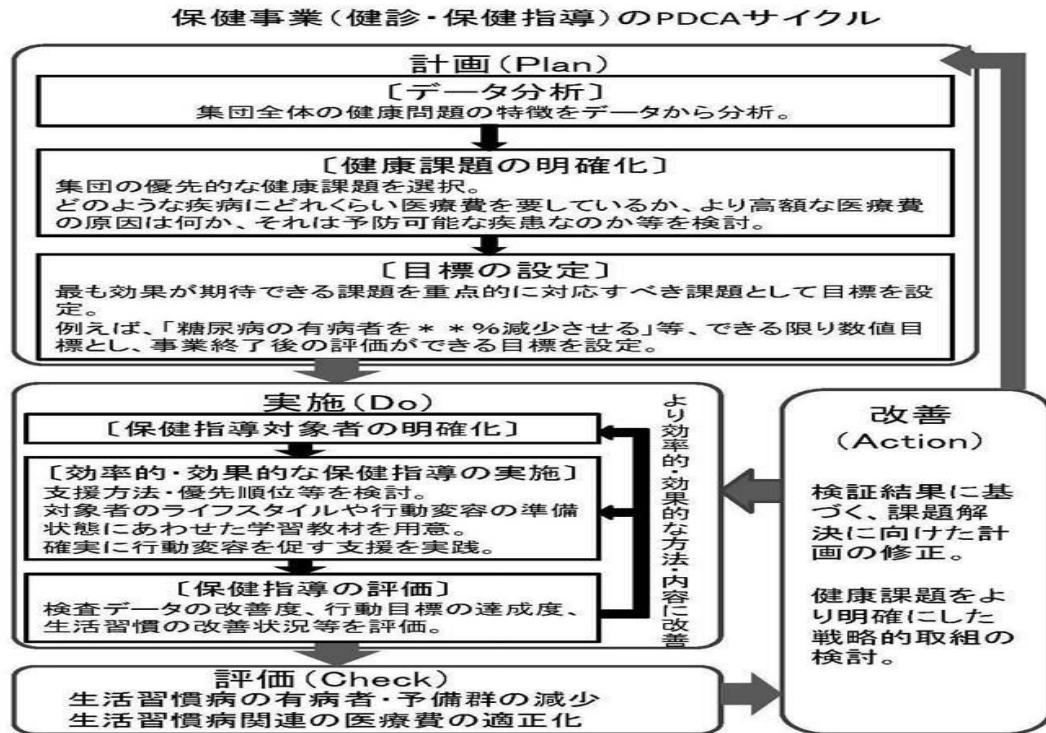 保健事業(健診・保健指導)のPDCAサイクル
計画(Plan)
〔データ分析〕
集団全体の健康問題の特徴をデータから分析。
〔健康課題の明確化〕
集団の優先的な健康課題を選択。
どのような疾病にどれくらい医療費を要しているか、より高額な医療費
の原因は何か、それは予防可能な疾患なのか等を検討。
〔目標の設定〕
最も効果が期待できる課題を重点的に対応すべき課題として目標を設
定。
例えば、「糖尿病の有病者を＊＊％減少させる」等、できる限り数値目
標とし、事業終了後の評価ができる目標を設定。
実施(Do)
〔保健指導対象者の明確化〕
〔効率的・効果的な保健指導の実施〕
支援方法・優先順位等を検討。
対象者のライフスタイルや行動変容の準備
状態にあわせた学習教材を用意。
確実に行動変容を促す支援を実践。
〔保健指導の評価〕
検査データの改善度、行動目標の達成度、
生活習慣の改善状況等を評価。
より効率的・効果的な方法・内容に改善
評価(Check)
生活習慣病の有病者・予備群の減少
生活習慣病関連の医療費の適正化
改善
(Action)
検証結果に基
づく、課題解
決に向けた計
画の修正。
健康課題をよ
り明確にした
戦略的取組の
検討。